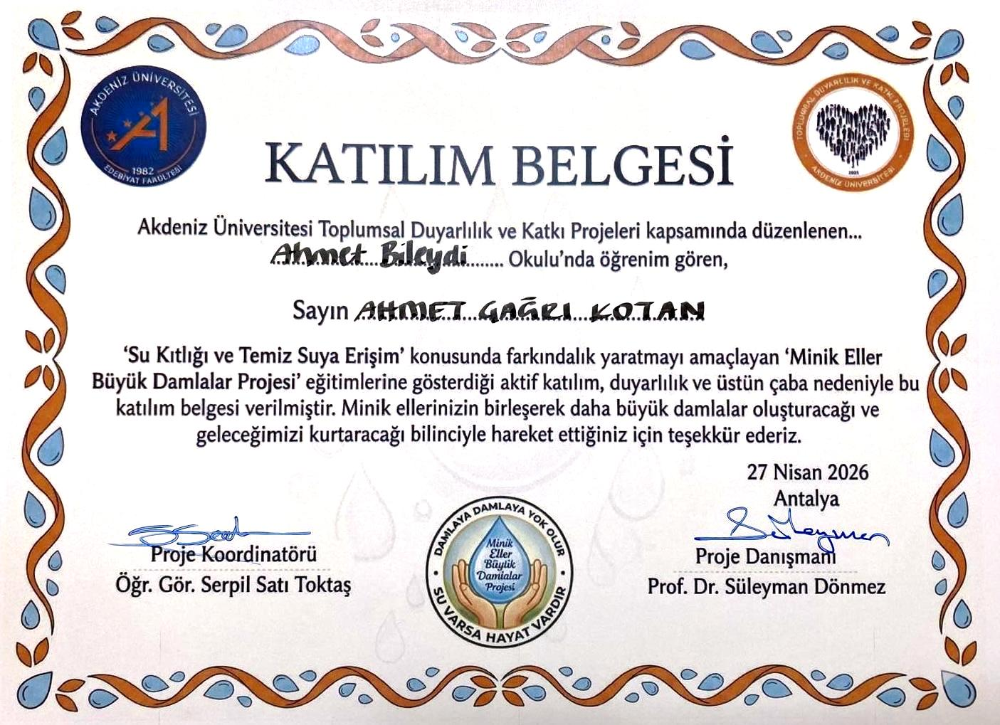 AKDENİZ ÜNİVERSİTESİ
1982
EDEBİYAT FAKÜLTESİ
TOPLUMSAL DUYARLILIK VE KATKI PROJELERİ
AKDENİZ ÜNİVERSİTESİ
KATILIM BELGESİ
Akdeniz Üniversitesi Toplumsal Duyarlılık ve Katkı Projeleri kapsamında düzenlenen...
Ahmet Bileydi........ Okulu'nda öğrenim gören,
Sayın AHMET ÇAĞRI KOTAN
'Su Kıtlığı ve Temiz Suya Erişim' konusunda farkındalık yaratmayı amaçlayan 'Minik Eller
Büyük Damlalar Projesi' eğitimlerine gösterdiği aktif katılım, duyarlılık ve üstün çaba nedeniyle bu
katılım belgesi verilmiştir. Minik ellerinizin birleşerek daha büyük damlalar oluşturacağı ve
geleceğimizi kurtaracağı bilinciyle hareket ettiğiniz için teşekkür ederiz.
27 Nisan 2026
Antalya
Süleyman
Proje Koordinatörü
Öğr. Gör. Serpil Satı Toktaş
DAMLAYA DAMLAYA YOK OLUR
Minik
Eller
Büyük
Damlalar
Projesi
SU VARSA HAYAT VARDIR
Proje Danışmanı
Prof. Dr. Süleyman Dönmez